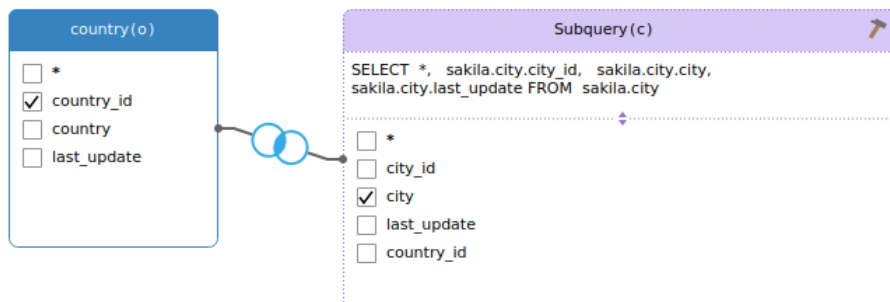 country(o)
*
country_id
country
last_update
Subquery(c)
SELECT *, sakila.city.city_id, sakila.city.city,
sakila.city.last_update FROM sakila.city
*
city_id
city
last_update
country_id